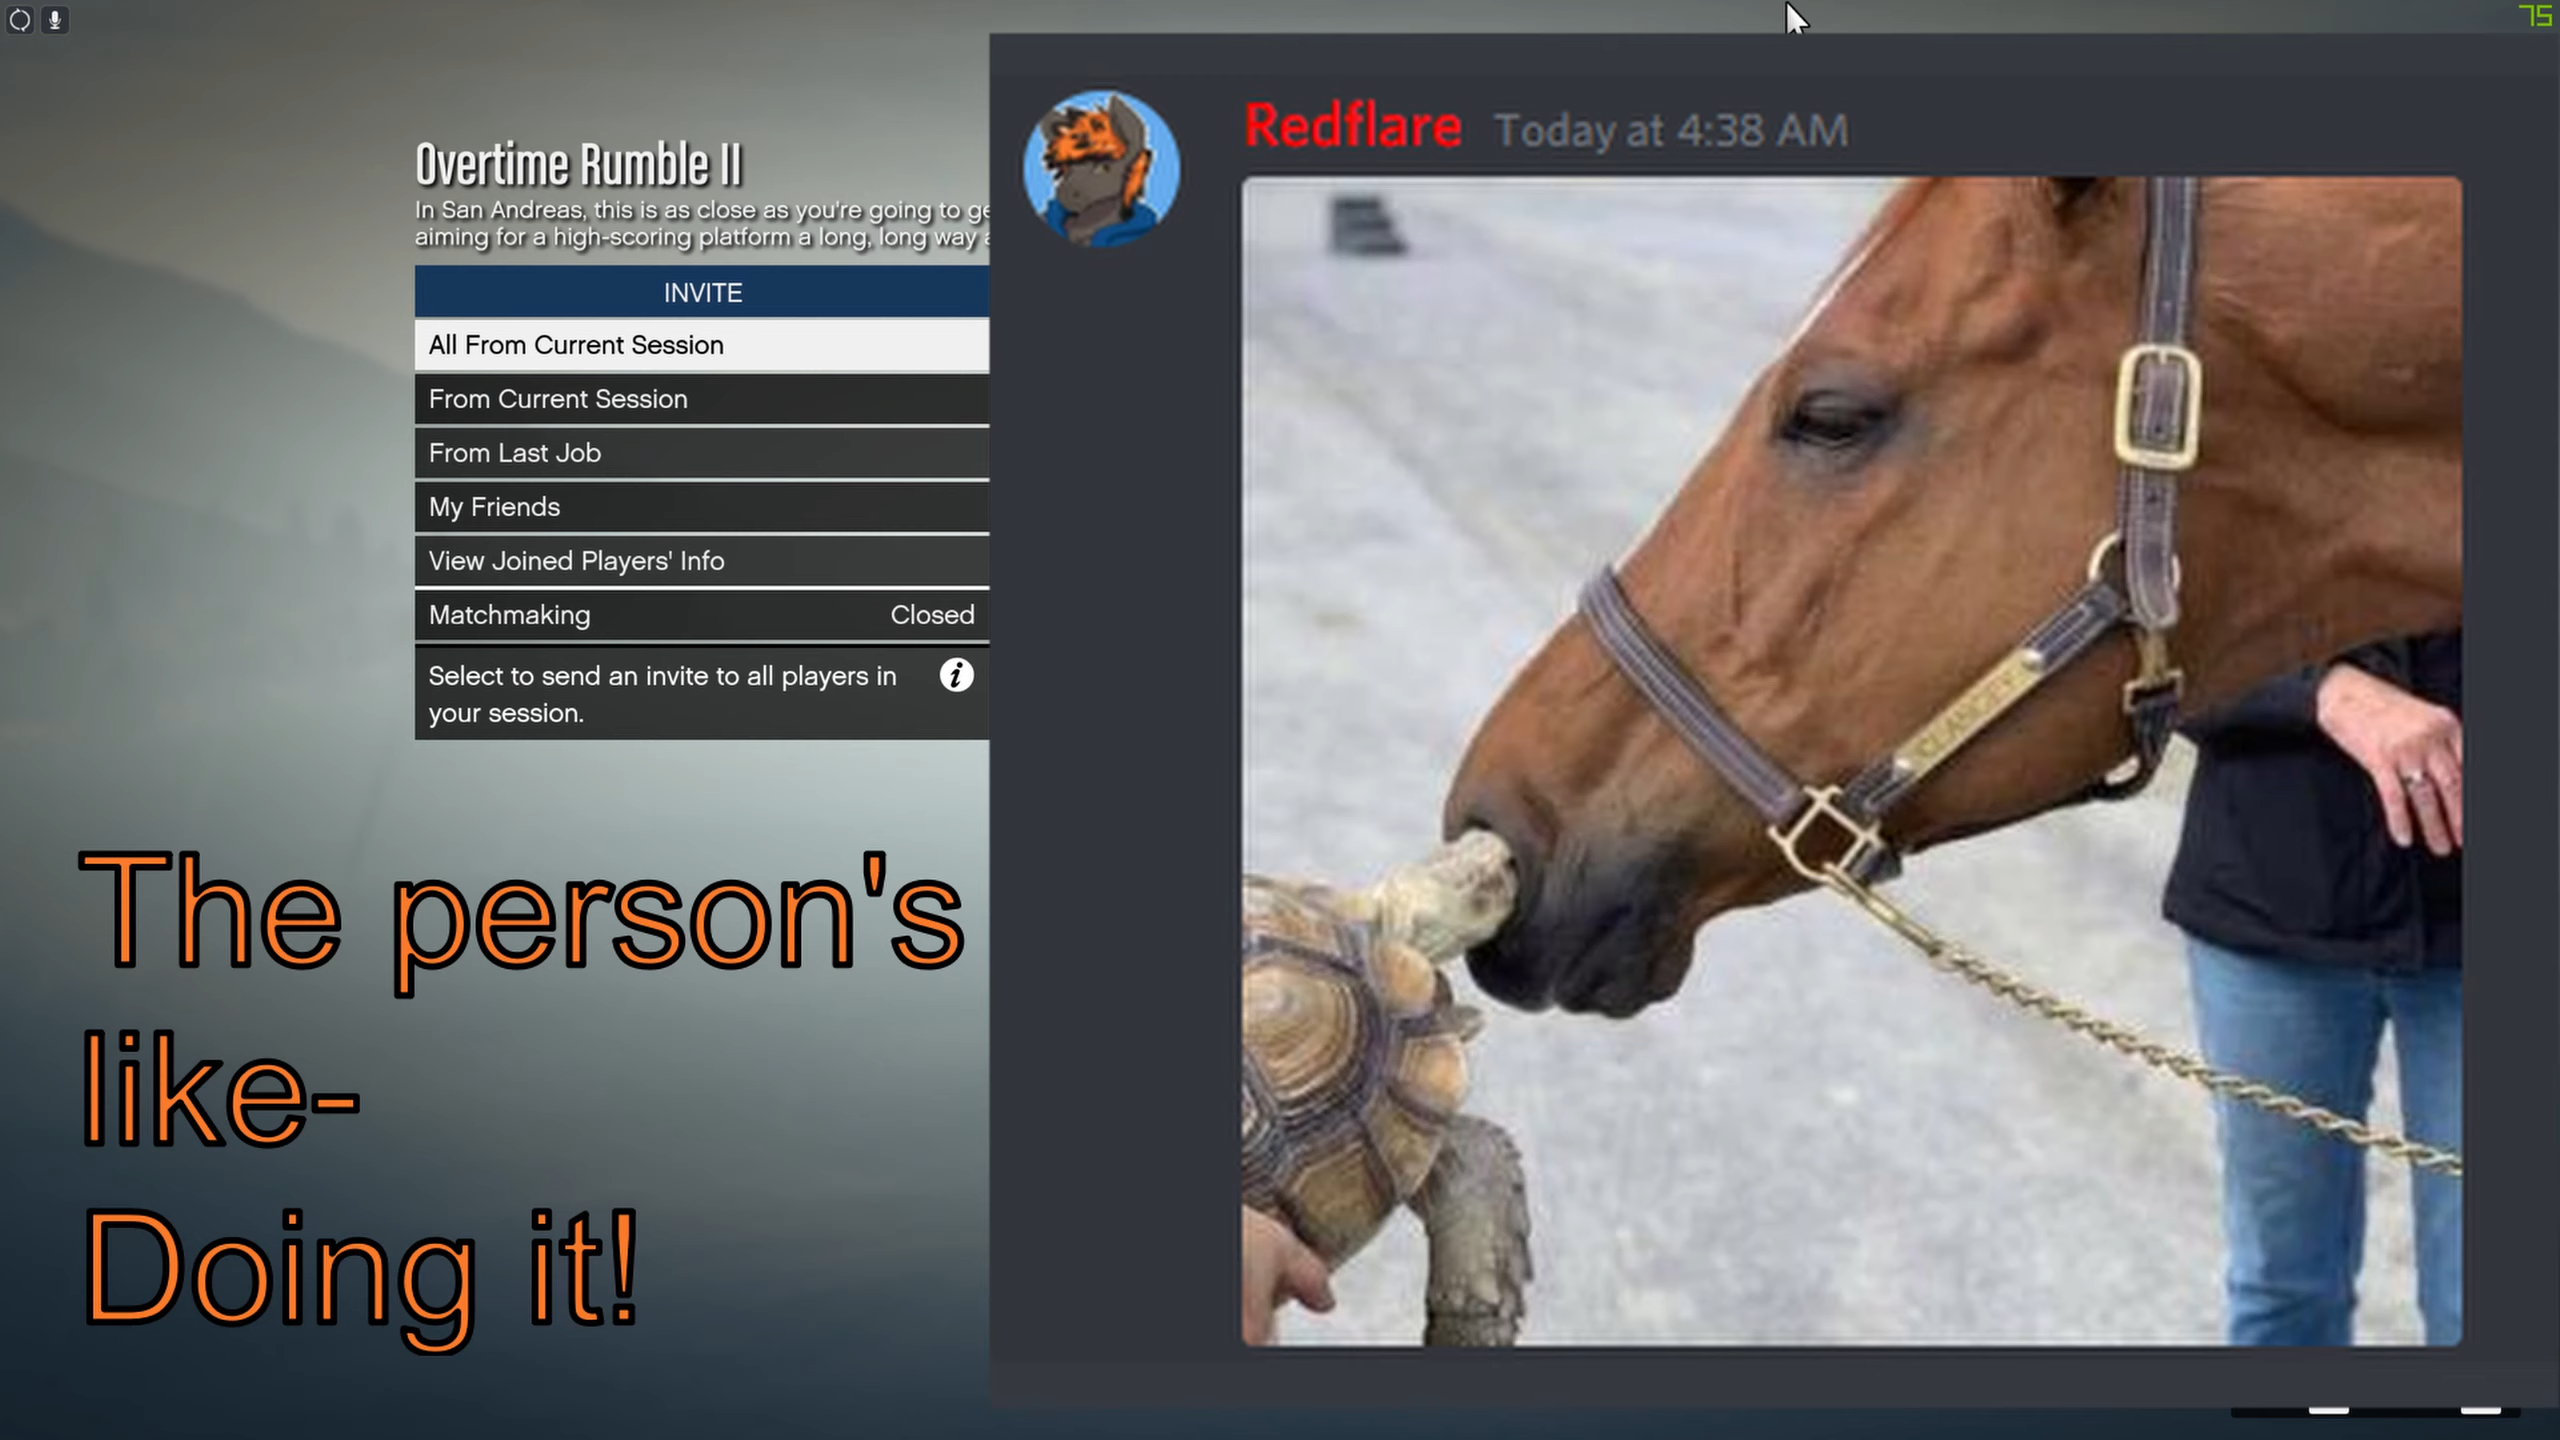 75
Overtime Rumble II
In San Andreas, this is as close as you're going to
aiming for a high-scoring platform a long, long way
INVITE
All From Current Session
From Current Session
From Last Job
My Friends
View Joined Players' Info
Matchmaking Closed
Select to send an invite to all players in
your session.
Redflare Today at 4:38 AM
CLANCEY
The person's
like-
Doing it!